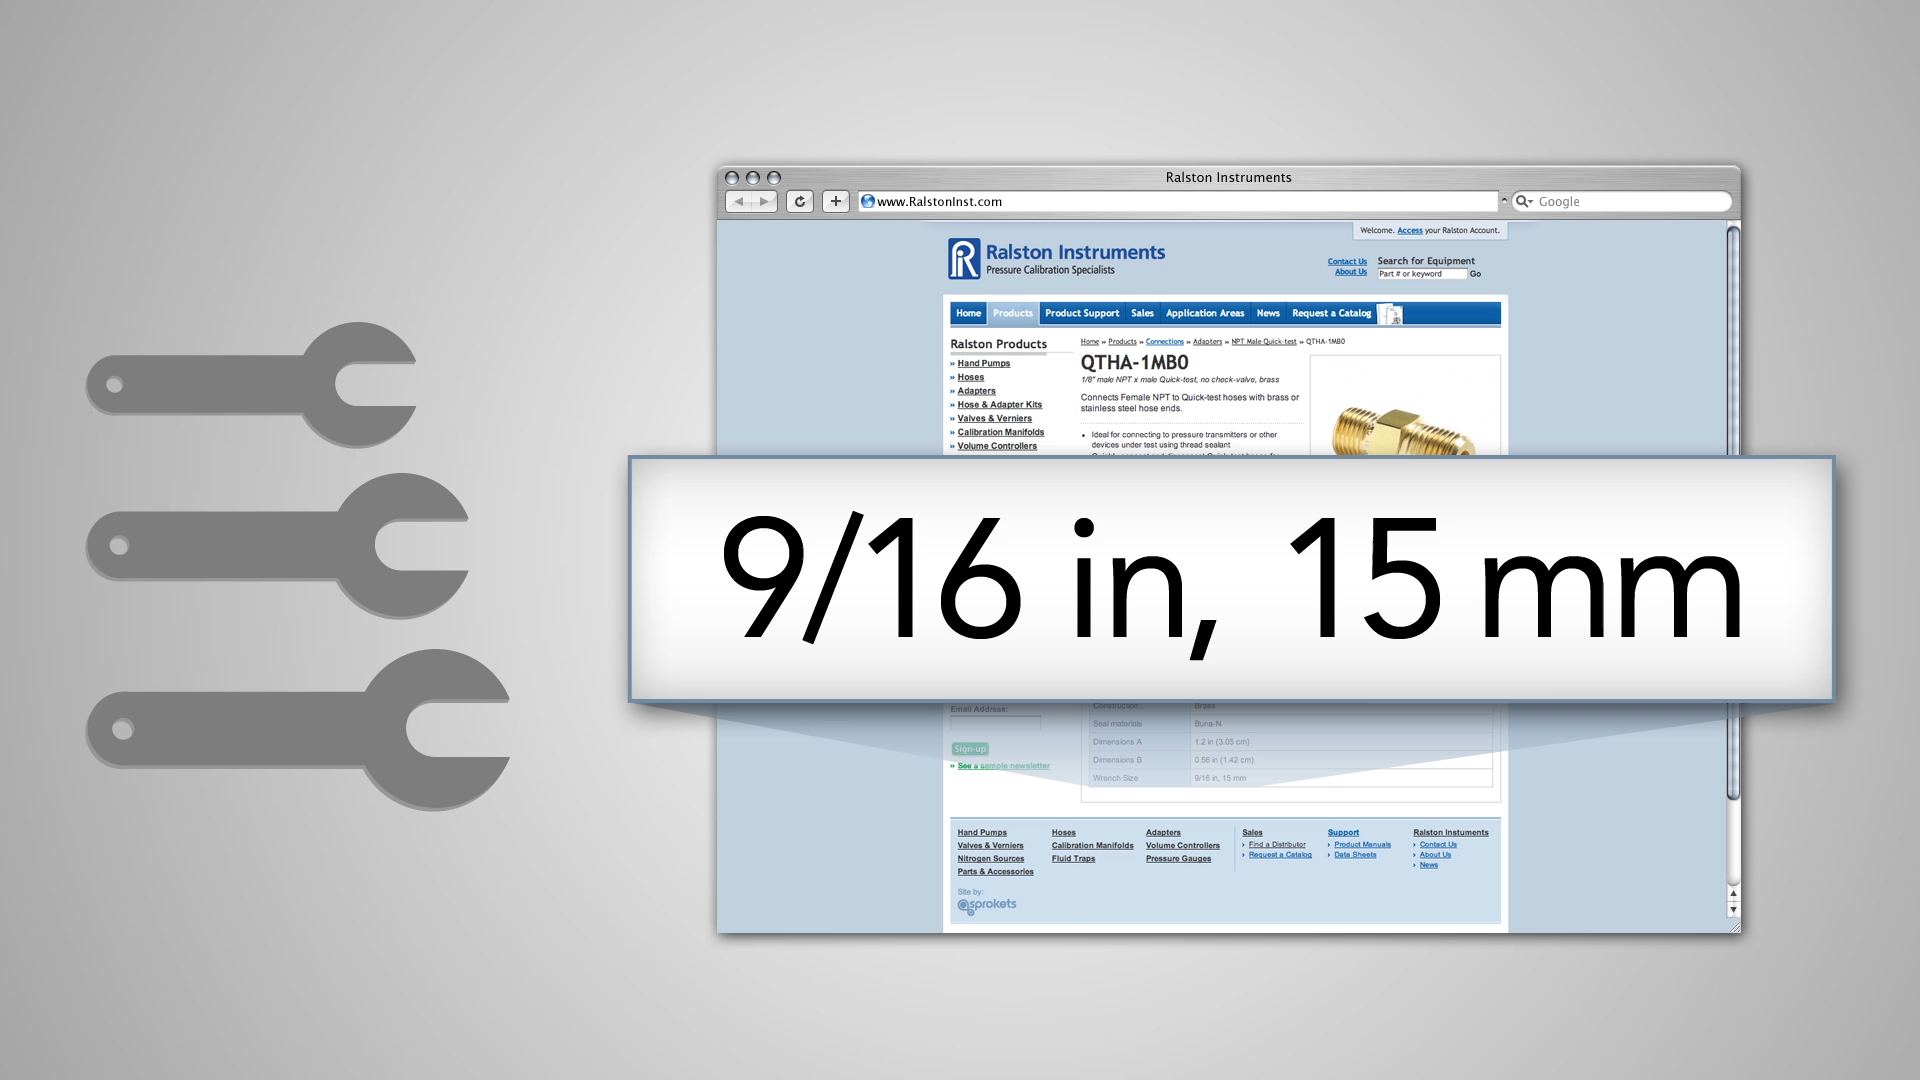 Ralston Instruments
www.RalstonInst.com
Google
Welcome. Access your Ralston Account.
Ralston Instruments
Pressure Calibration Specialists
Contact Us
About Us
Search for Equipment
Part # or keyword Go
Home Products Product Support Sales Application Areas News Request a Catalog
Ralston Products
» Hand Pumps
» Hoses
» Adapters
» Hose & Adapter Kits
» Valves & Verniers
» Calibration Manifolds
» Volume Controllers
Home » Products » Connections » Adapters » NPT Male Quick-test » QTHA-1MB0
QTHA-1MB0
1/8" male NPT x male Quick-test, no check-valve, brass
Connects Female NPT to Quick-test hoses with brass or
stainless steel hose ends.
• Ideal for connecting to pressure transmitters or other
devices under test using thread sealant
9/16 in, 15 mm
Email Address:
Sign-up
» See a sample newsletter
Construction Brass
Seal materials Buna-N
Dimensions A 1.2 in (3.05 cm)
Dimensions B 0.56 in (1.42 cm)
Wrench Size 9/16 in, 15 mm
Hand Pumps
Valves & Verniers
Nitrogen Sources
Parts & Accessories
Hoses
Calibration Manifolds
Fluid Traps
Adapters
Volume Controllers
Pressure Gauges
Sales
Find a Distributor
Request a Catalog
Support
Product Manuals
Data Sheets
Ralston Instuments
Contact Us
About Us
News
Site by:
sprokets